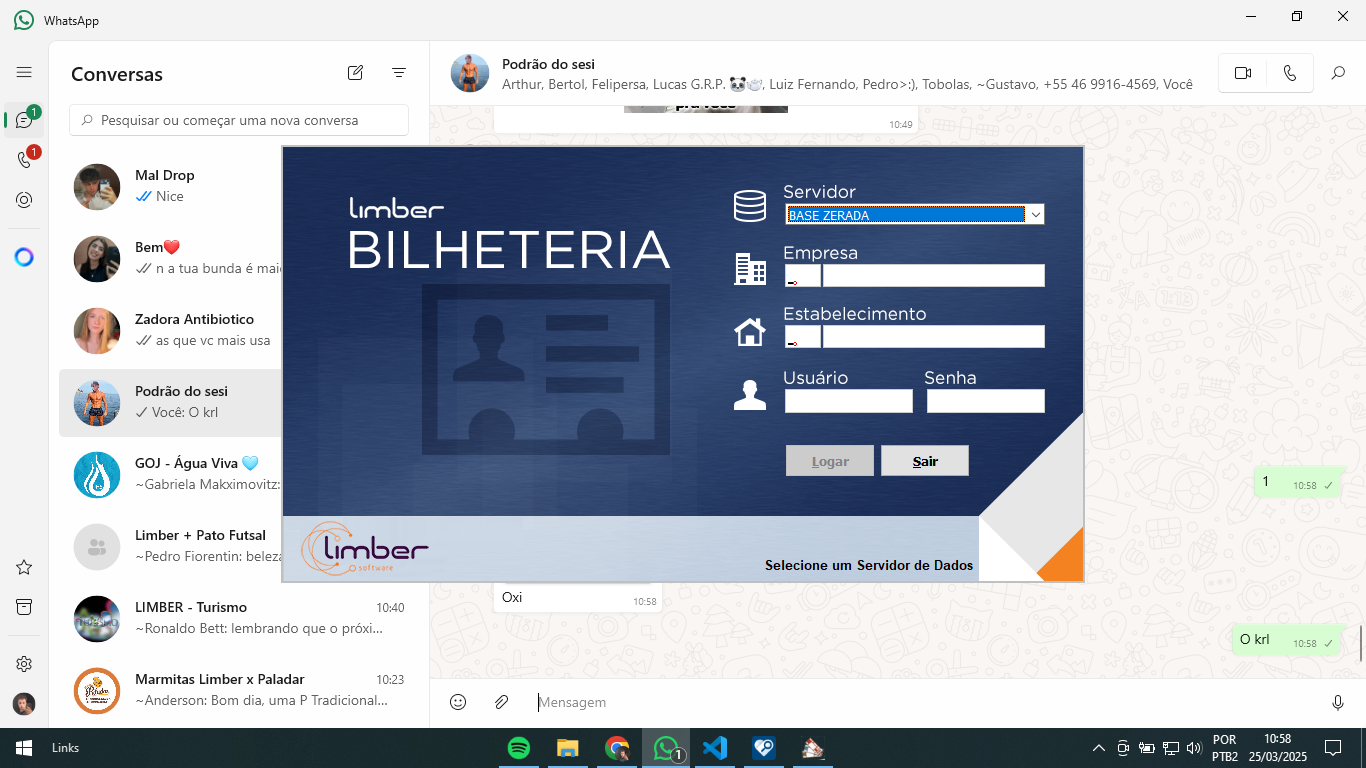 WhatsApp
Conversas
Pesquisar ou começar uma nova conversa
1
1
Mal Drop
Nice
Bem❤️
n a tua bunda é maio
Zadora Antibiotico
as que vc mais usa
Podrão do sesi
Você: O krl
GOJ - Água Viva 🩵
~Gabriela Makximovitz:
Limber + Pato Futsal
~Pedro Fiorentin: beleza
LIMBER - Turismo
10:40
~Ronaldo Bett: lembrando que o próxi...
Marmitas Limber x Paladar
10:23
~Anderson: Bom dia, uma P Tradicional...
Podrão do sesi
Arthur, Bertol, Felipersa, Lucas G.R.P. 🐼🍚, Luiz Fernando, Pedro>:), Tobolas, ~Gustavo, +55 46 9916-4569, Você
10:49
limber
BILHETERIA
Servidor
BASE ZERADA
Empresa
Estabelecimento
Usuário
Senha
Logar
Sair
limber
software
Selecione um Servidor de Dados
1
10:58
Oxi
10:58
O krl
10:58
Mensagem
Links
1
POR
PTB2
10:58
25/03/2025